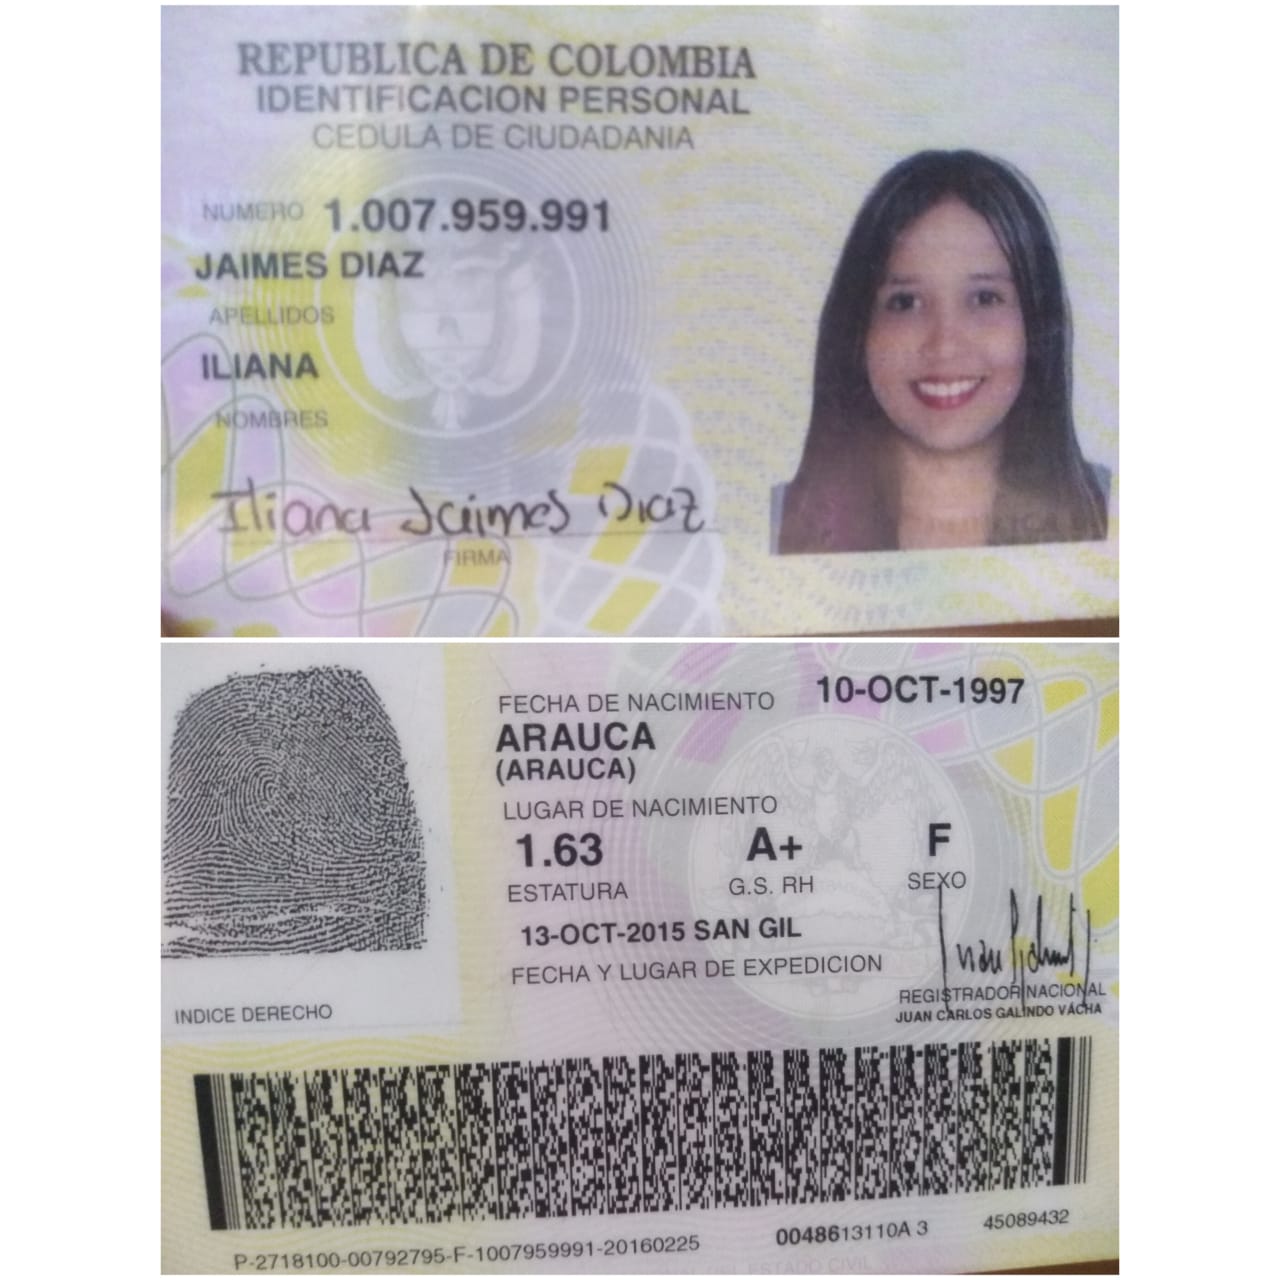 REPUBLICA DE COLOMBIA
IDENTIFICACION PERSONAL
CEDULA DE CIUDADANIA
NUMERO 1.007.959.991
JAIMES DIAZ
APELLIDOS
ILIANA
NOMBRES
Iliana Jaimes Diaz
FIRMA
FECHA DE NACIMIENTO 10-OCT-1997
ARAUCA
(ARAUCA)
LUGAR DE NACIMIENTO
1.63 A+ F
ESTATURA G.S. RH SEXO
13-OCT-2015 SAN GIL
FECHA Y LUGAR DE EXPEDICION
INDICE DERECHO
REGISTRADOR NACIONAL
JUAN CARLOS GALINDO VACHA
P-2718100-00792795-F-1007959991-20160225 0048613110A 3 45089432